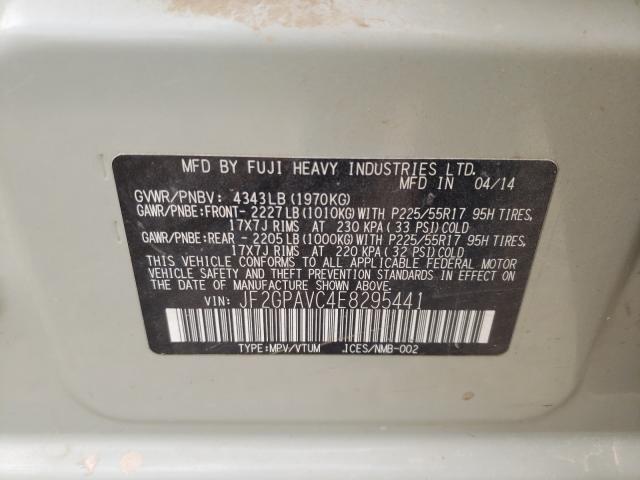 MFD BY FUJI HEAVY INDUSTRIES LTD.
MFD IN 04/14
GVWR/PNBV: 4343LB (1970KG)
GAWR/PNBE:FRONT- 2227LB (1010KG) WITH P225/55R17 95H TIRES,
17X7J RIMS AT 230 KPA ( 33 PSI) COLD
GAWR/PNBE:REAR - 2205LB (1000KG) WITH P225/55R17 95H TIRES,
17X7J RIMS AT 220 KPA ( 32 PSI) COLD
THIS VEHICLE CONFORMS TO ALL APPLICABLE FEDERAL MOTOR
VEHICLE SAFETY AND THEFT PREVENTION STANDARDS IN EFFECT ON
THE DATE OF MANUFACTURE SHOWN ABOVE.
VIN: JF2GPAVC4E8295441
TYPE:MPV/VTUM ICES/NMB-002